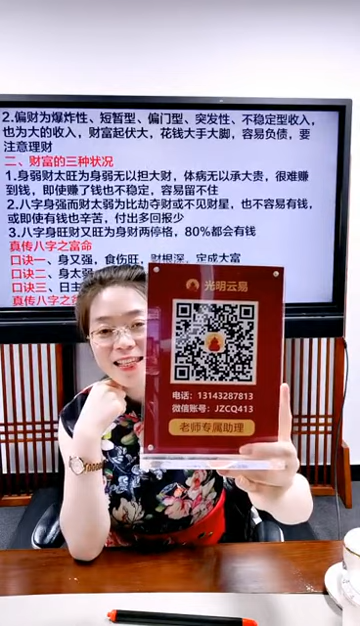 2.偏财为爆炸性、短暂型、偏门型、突发性、不稳定型收入，
也为大的收入，财富起伏大，花钱大手大脚，容易负债，要
注意理财
二、财富的三种状况
1.身弱财太旺为身弱无以担大财，体病无以承大贵，很难赚
到钱，即使赚了钱也不稳定，容易留不住
2.八字身强而财太弱为比劫夺财或不见财星，也不容易有钱，
或即使有钱也辛苦，付出多回报少
3.八字身旺财又旺为身财两停格，80%都会有钱
真传八字之富命
口诀一、身又强，食伤旺，财根深，定成大富
口诀二、身太弱
口诀三、日主
真传八字之
光明云易
电话：13143287813
微信账号：JZCQ413
老师专属助理